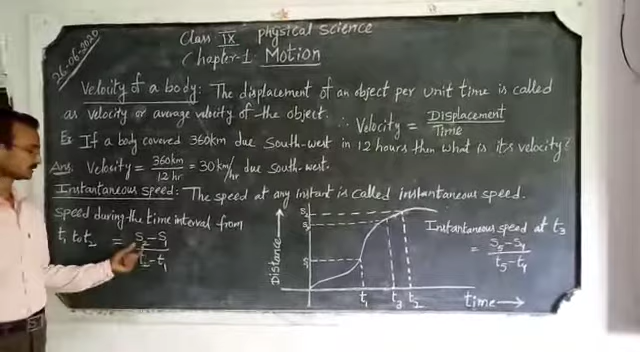 26-06-2020
Class IX physical science
Chapter-1 Motion
Velocity of a body: The displacement of an object per unit time is called
as velocity or average velocity of the object. ∴ Velocity = Displacement / Time
Ex: If a body covered 360km due South-west in 12 hours then what is its velocity?
Ans: Velocity = 360km / 12 hr = 30 km/hr due south-west.
Instantaneous speed: The speed at any instant is called instantaneous speed.
Speed during the time interval from
t₁ to t₂ = S₂-S₁ / t₂-t₁
Distance
S₁
t₁ t₃ t₂ time →
Instantaneous speed at t₃
= S₅-S₄ / t₅-t₄